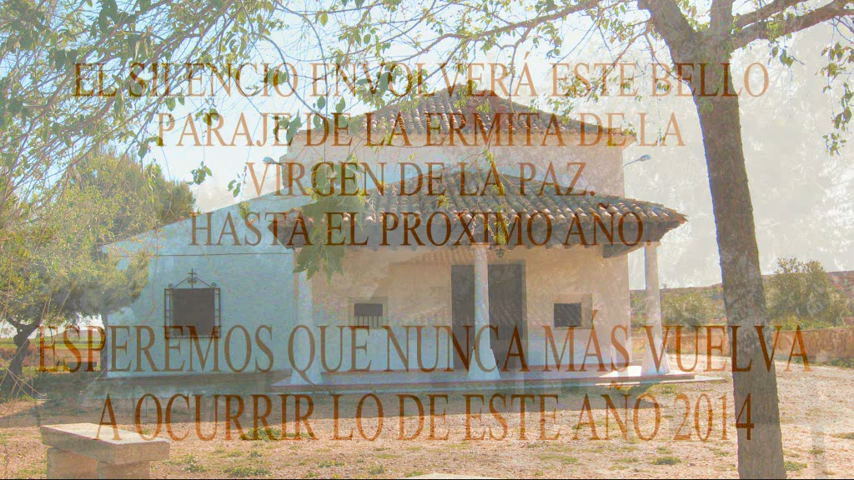 EL SILENCIO ENVOLVERÁ ESTE BELLO
PARAJE DE LA ERMITA DE LA
VIRGEN DE LA PAZ.
HASTA EL PRÓXIMO AÑO
ESPEREMOS QUE NUNCA MÁS VUELVA
A OCURRIR LO DE ESTE AÑO 2014